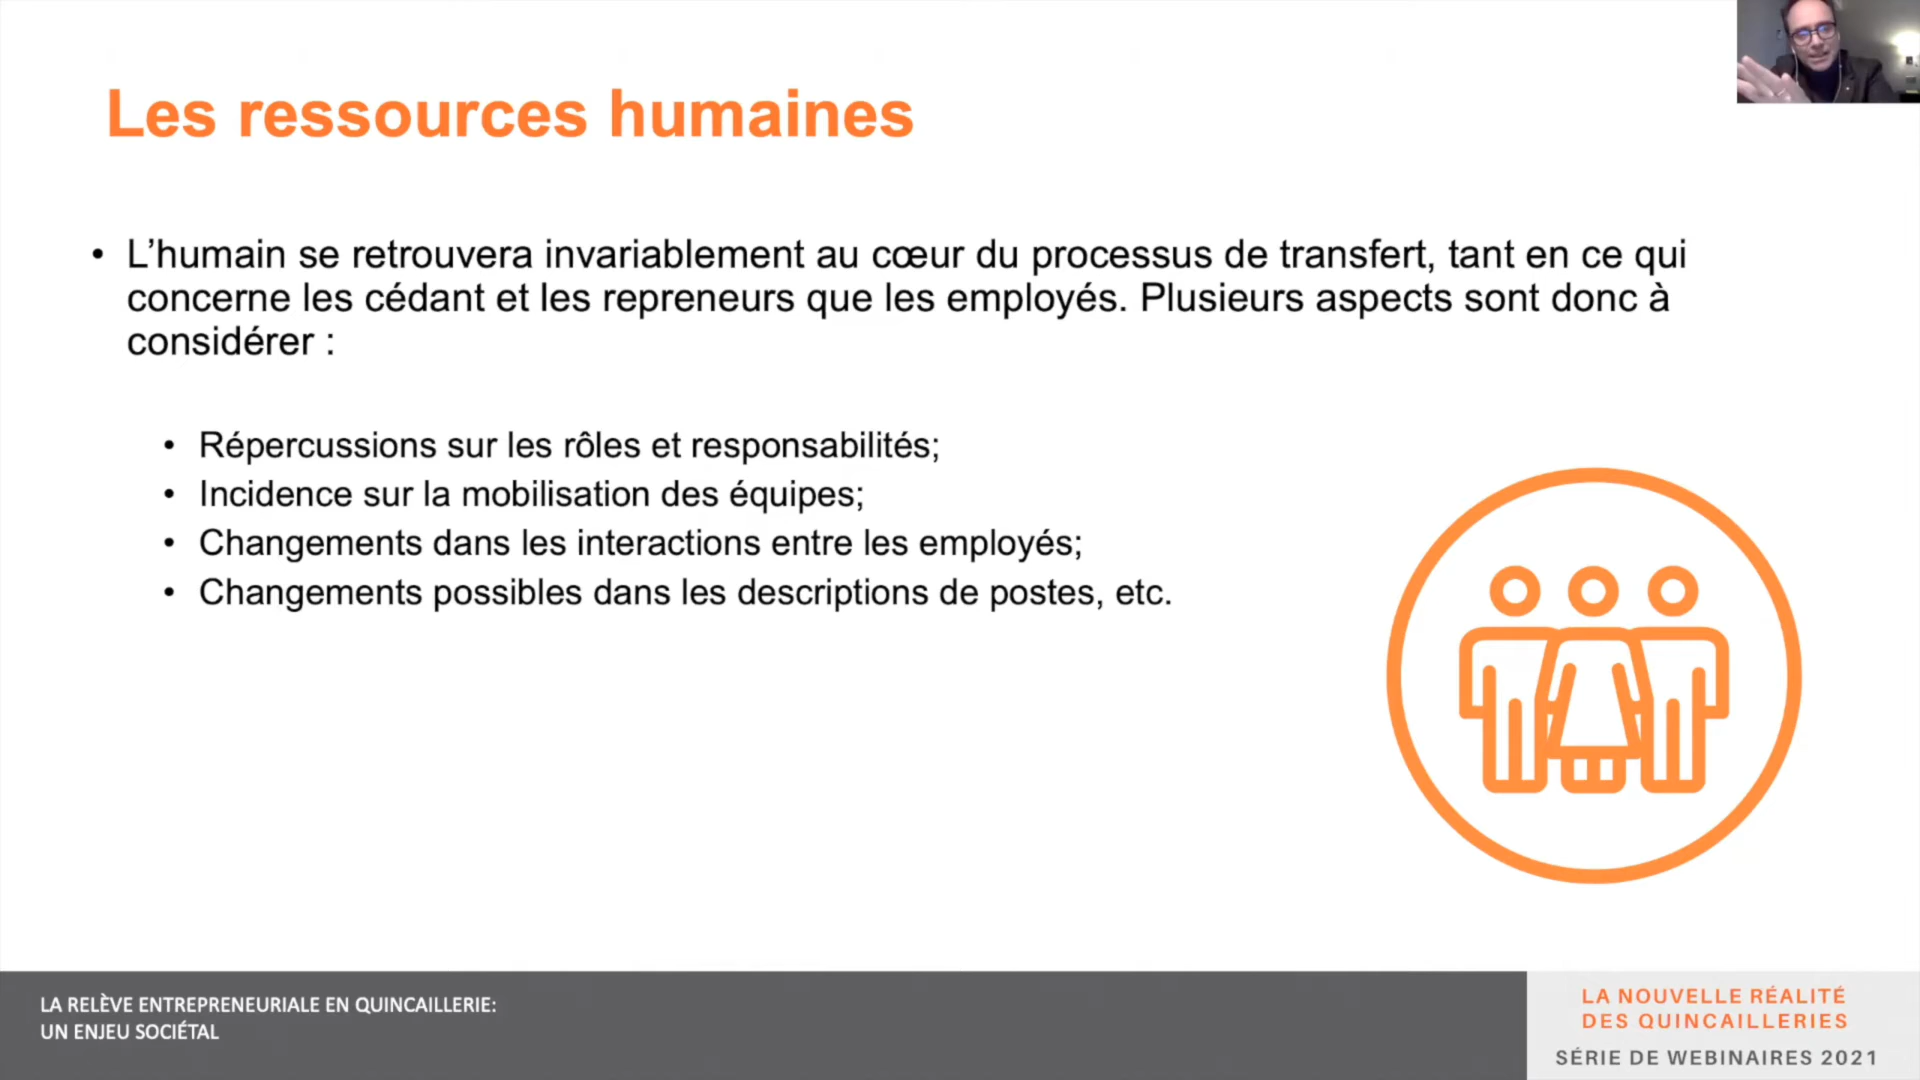 Les ressources humaines
• L’humain se retrouvera invariablement au cœur du processus de transfert, tant en ce qui
concerne les cédant et les repreneurs que les employés. Plusieurs aspects sont donc à
considérer :
• Répercussions sur les rôles et responsabilités;
• Incidence sur la mobilisation des équipes;
• Changements dans les interactions entre les employés;
• Changements possibles dans les descriptions de postes, etc.
LA RELÈVE ENTREPRENEURIALE EN QUINCAILLERIE:
UN ENJEU SOCIÉTAL
LA NOUVELLE RÉALITÉ
DES QUINCAILLERIES
SÉRIE DE WEBINAIRES 2021